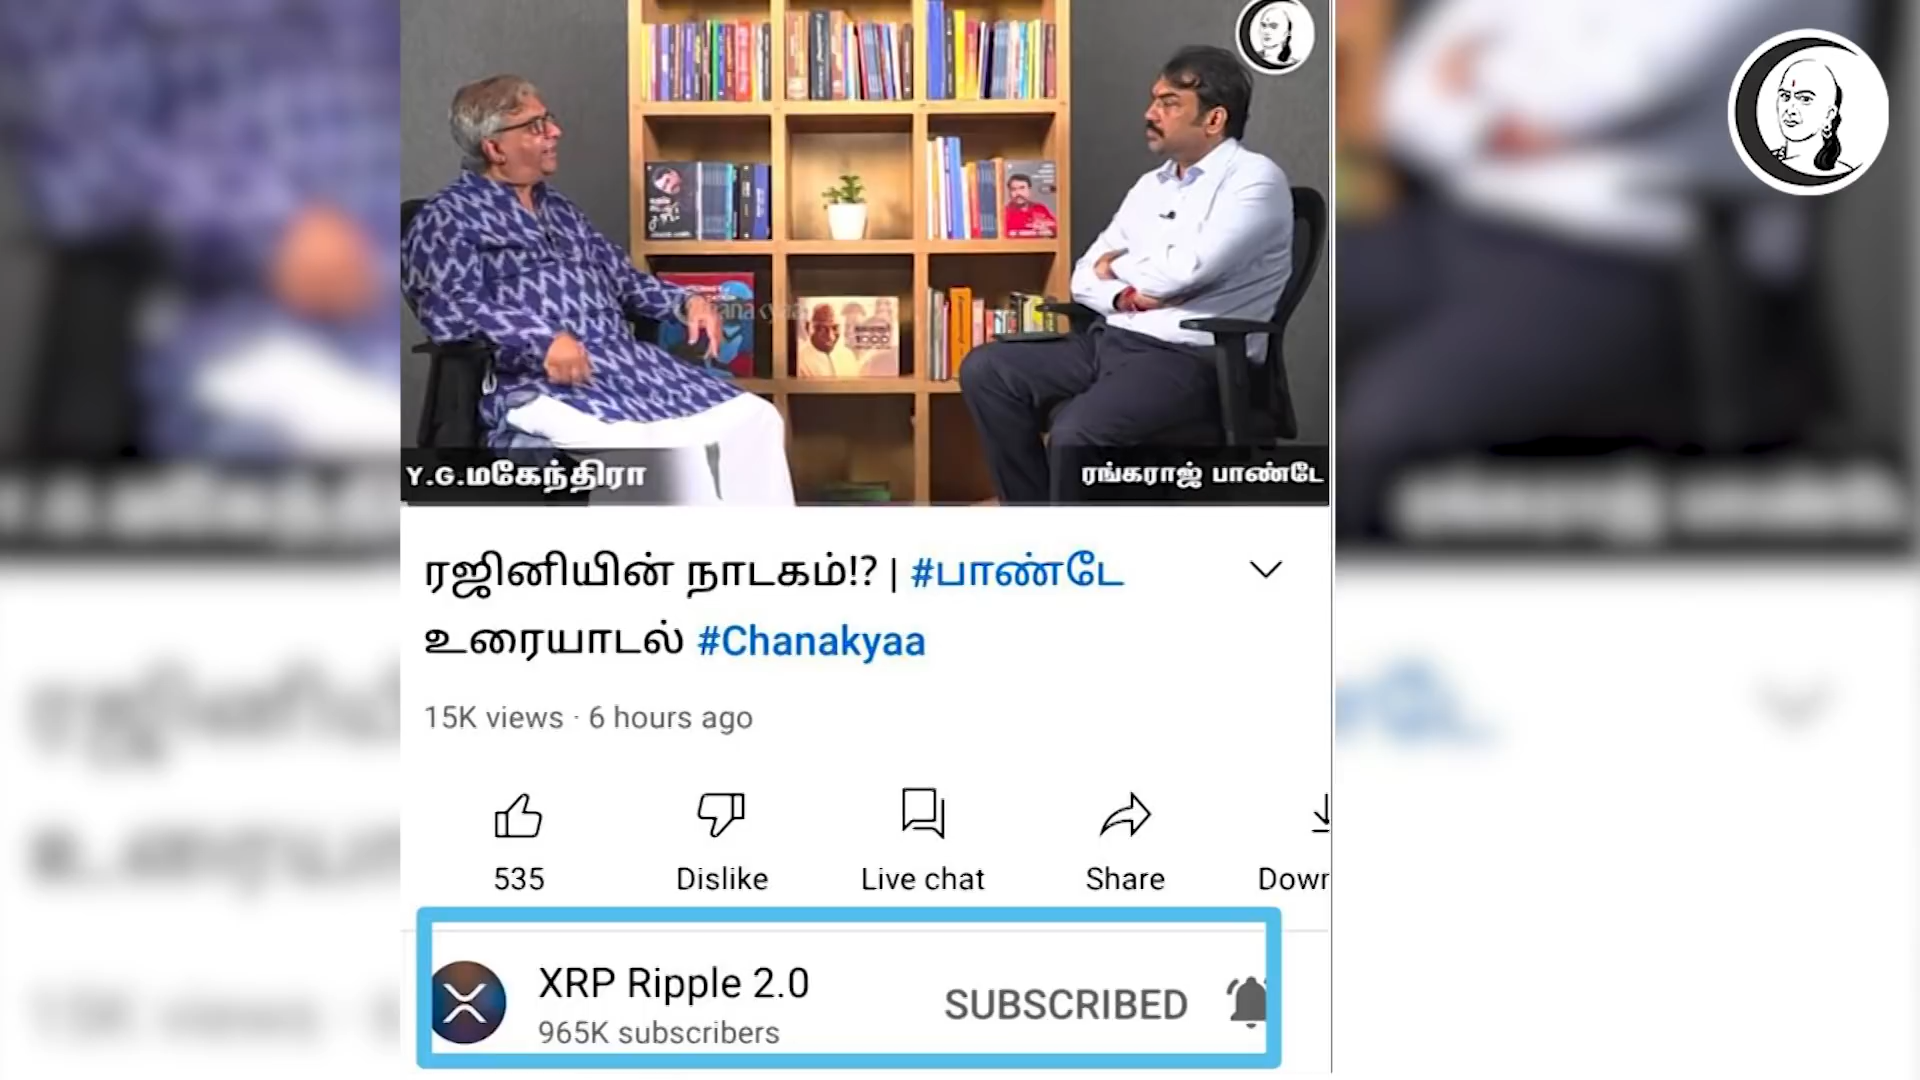 Y.G.மகேந்திரா
ரங்கராஜ் பாண்டே
ரஜினியின் நாடகம்!? | #பாண்டே
உரையாடல் #Chanakyaa
15K views · 6 hours ago
535
Dislike
Live chat
Share
Down
XRP Ripple 2.0
965K subscribers
SUBSCRIBED